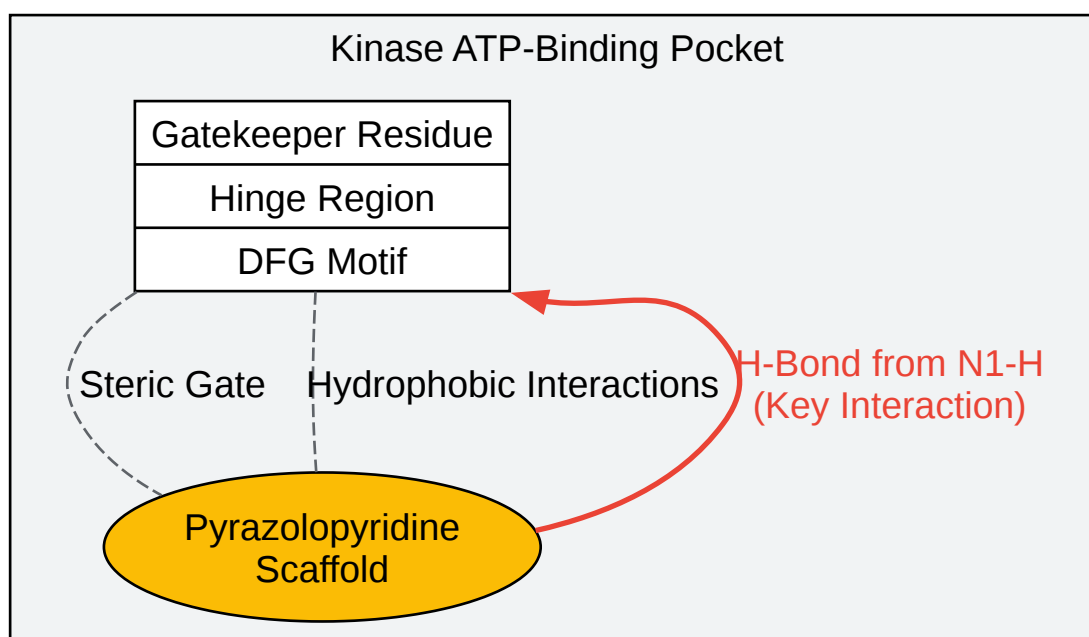 Kinase ATP-Binding Pocket
Gatekeeper Residue
Hinge Region
DFG Motif
Steric Gate
Hydrophobic Interactions
H-Bond from N1-H
(Key Interaction)
Pyrazolopyridine
Scaffold